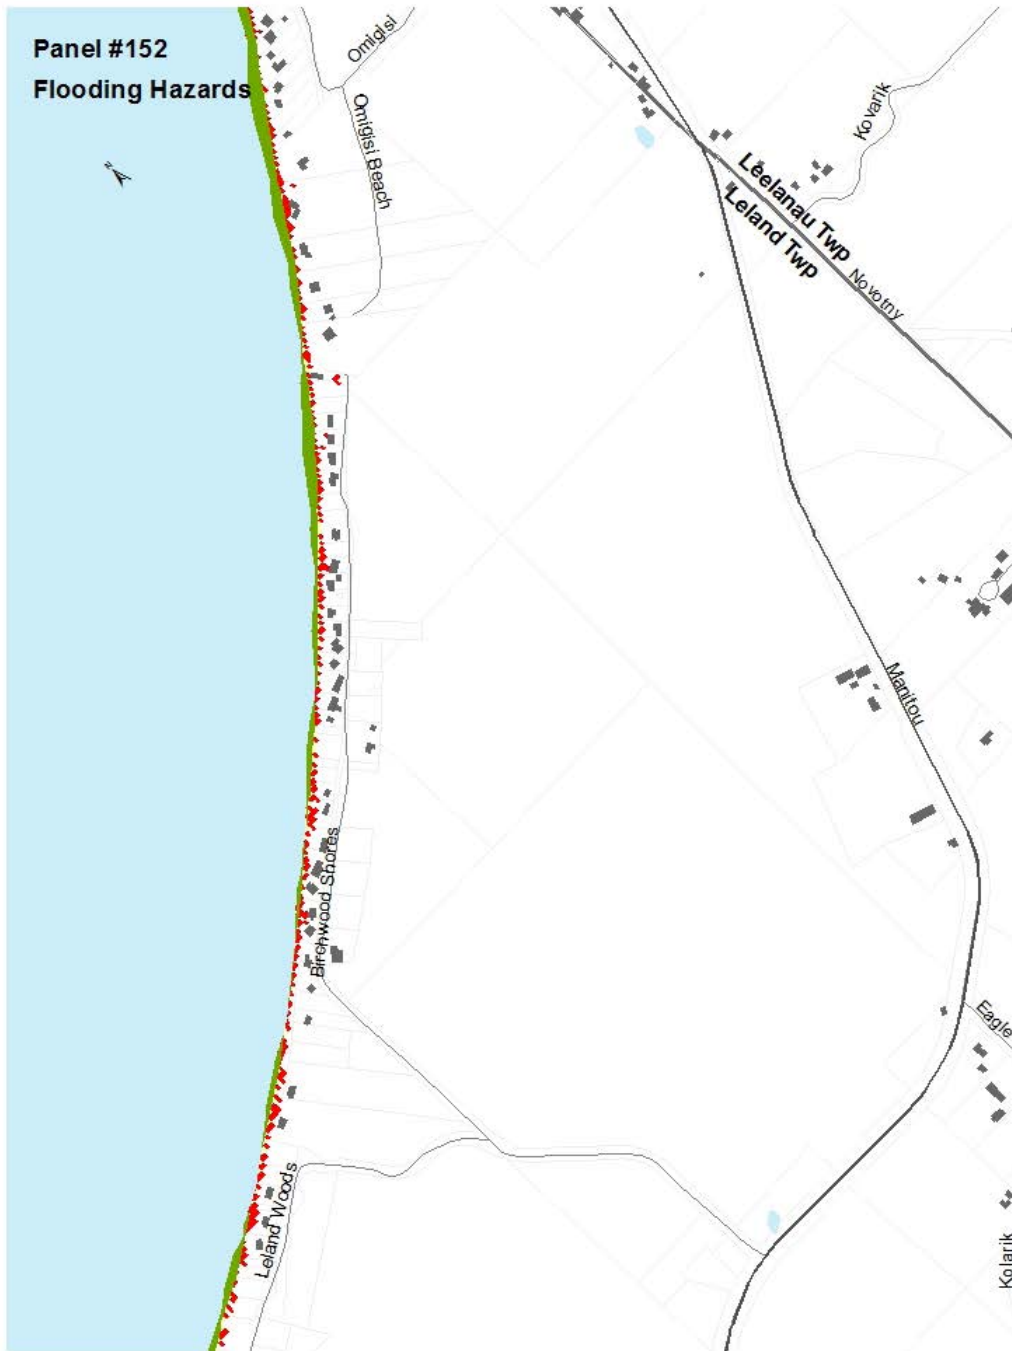 Panel #152
Flooding Hazards
N
Omigisi
Omigisi Beach
Kovarik
Leelanau Twp
Leland Twp
Novotny
Manitou
Birchwood Shores
Eagle
Leland Woods
Kolarik